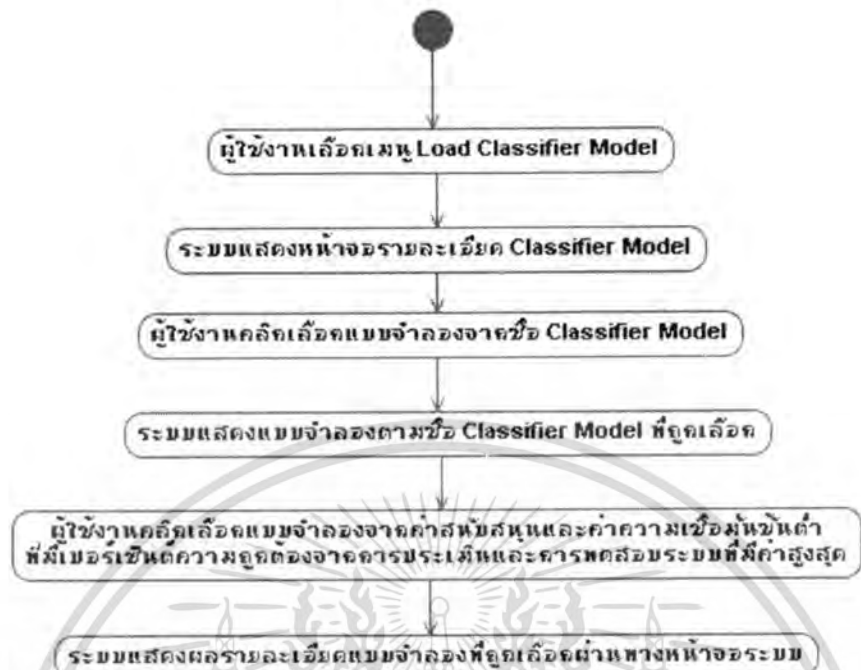 ผู้ใช้งานเลือกเมนู Load Classifier Model
ระบบแสดงหน้าจอรายละเอียด Classifier Model
ผู้ใช้งานคลิกเลือกแบบจำลองจากชื่อ Classifier Model
ระบบแสดงแบบจำลองตามชื่อ Classifier Model ที่ถูกเลือก
ผู้ใช้งานคลิกเลือกแบบจำลองจากค่าสนับสนุนและค่าความเชื่อมั่นขั้นต่ำ
ที่มีเปอร์เซ็นต์ความถูกต้องจากการประเมินและการทดสอบระบบที่มีค่าสูงสุด
ระบบแสดงผลรายละเอียดแบบจำลองที่ถูกเลือกผ่านทางหน้าจอระบบ